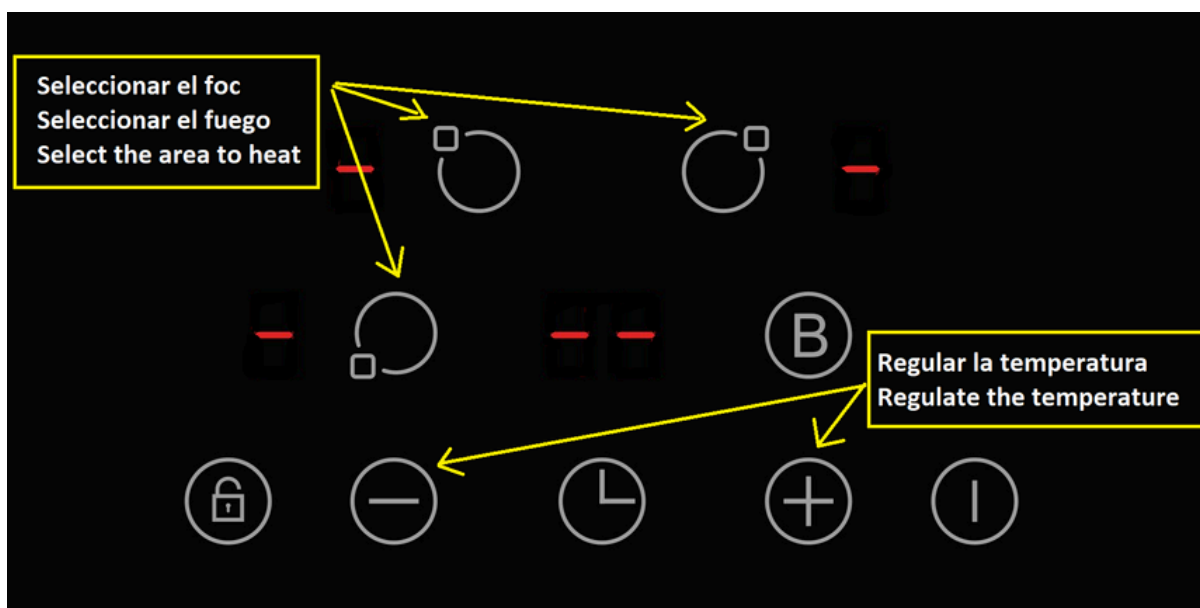 Seleccionar el foc
Seleccionar el fuego
Select the area to heat
B
Regular la temperatura
Regulate the temperature